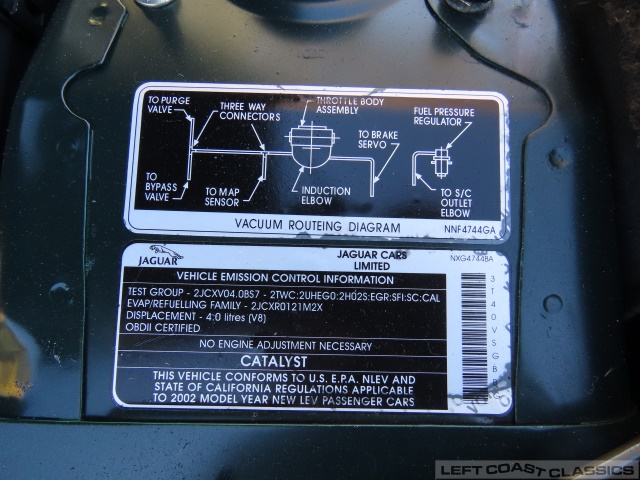 TO PURGE
VALVE
THREE WAY
CONNECTORS
THROTTLE BODY
ASSEMBLY
FUEL PRESSURE
REGULATOR
TO BRAKE
SERVO
TO
BYPASS
VALVE
TO MAP
SENSOR
INDUCTION
ELBOW
TO S/C
OUTLET
ELBOW
VACUUM ROUTEING DIAGRAM
NNF4744GA
JAGUAR
JAGUAR CARS
LIMITED
NXG4744BA
VEHICLE EMISSION CONTROL INFORMATION
TEST GROUP - 2JCXV04.0BS7 - 2TWC:2UHEG0:2H02S:EGR:SFI:SC:CAL
EVAP/REFUELLING FAMILY - 2JCXR0121M2X
DISPLACEMENT - 4:0 litres (V8)
OBDII CERTIFIED
NO ENGINE ADJUSTMENT NECESSARY
CATALYST
THIS VEHICLE CONFORMS TO U.S. E.P.A. NLEV AND
STATE OF CALIFORNIA REGULATIONS APPLICABLE
TO 2002 MODEL YEAR NEW LEV PASSENGER CARS
LEFT COAST CLASSICS